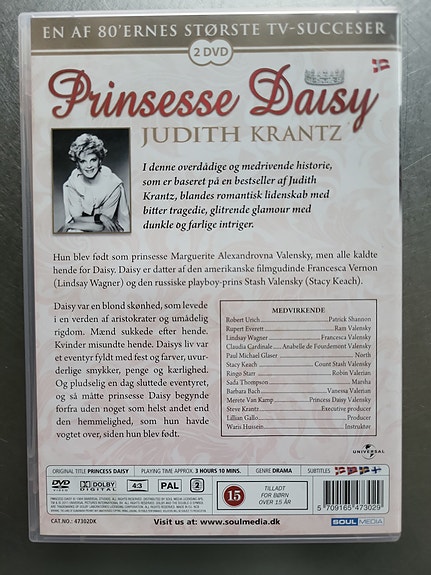 EN AF 80'ERNES STØRSTE TV-SUCCESER
2 DVD
Prinsesse Daisy
JUDITH KRANTZ
I denne overdådige og medrivende historie,
som er baseret på en bestseller af Judith
Krantz, blandes romantisk lidenskab med
bitter tragedie, glitrende glamour med
dunkle og farlige intriger.
Hun blev født som prinsesse Marguerite Alexandrovna Valensky, men alle kaldte
hende for Daisy. Daisy er datter af den amerikanske filmgudinde Francesca Vernon
(Lindsay Wagner) og den russiske playboy-prins Stash Valensky (Stacy Keach).
Daisy var en blond skønhed, som levede
i en verden af aristokrater og umådelig
rigdom. Mænd sukkede efter hende.
Kvinder misundte hende. Daisys liv var
et eventyr fyldt med fest og farver, uvur-
derlige smykker, penge og kærlighed.
Og pludselig en dag sluttede eventyret,
og så måtte prinsesse Daisy begynde
forfra uden noget som helst andet end
den hemmelighed, som hun havde
vogtet over, siden hun blev født.
MEDVIRKENDE
Robert Urich Patrick Shannon
Rupert Everett Ram Valensky
Lindsay Wagner Francesca Valensky
Claudia Cardinale Anabelle de Fourdemont Valensky
Paul Michael Glaser North
Stacy Keach Count Stash Valensky
Ringo Starr Robin Valerian
Sada Thompson Marsha
Barbara Bach Vanessa Valerian
Merete Van Kamp Princess Daisy Valensky
Steve Krantz Executive producer
Lillian Gallo Producer
Waris Hussein Instruktør
UNIVERSAL
ORIGINAL TITLE PRINCESS DAISY PLAYING TIME APPROX. 3 HOURS 10 MINS. GENRE DRAMA SUBTITLES
DVD VIDEO DOLBY DIGITAL 4:3 PAL 2
15
TILLADT
FOR BØRN
OVER 15 ÅR
5 709165 473029
CAT.NO.: 47302DK
Visit us at: www.soulmedia.dk
SOUL MEDIA